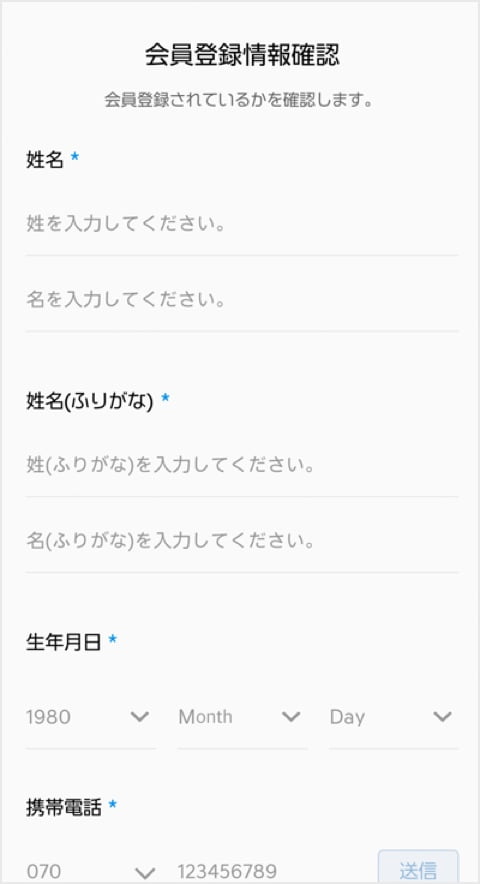 会員登録情報確認
会員登録されているかを確認します。
姓名 *
姓を入力してください。
名を入力してください。
姓名(ふりがな) *
姓(ふりがな)を入力してください。
名(ふりがな)を入力してください。
生年月日 *
1980 Month Day
携帯電話 *
070 123456789 送信